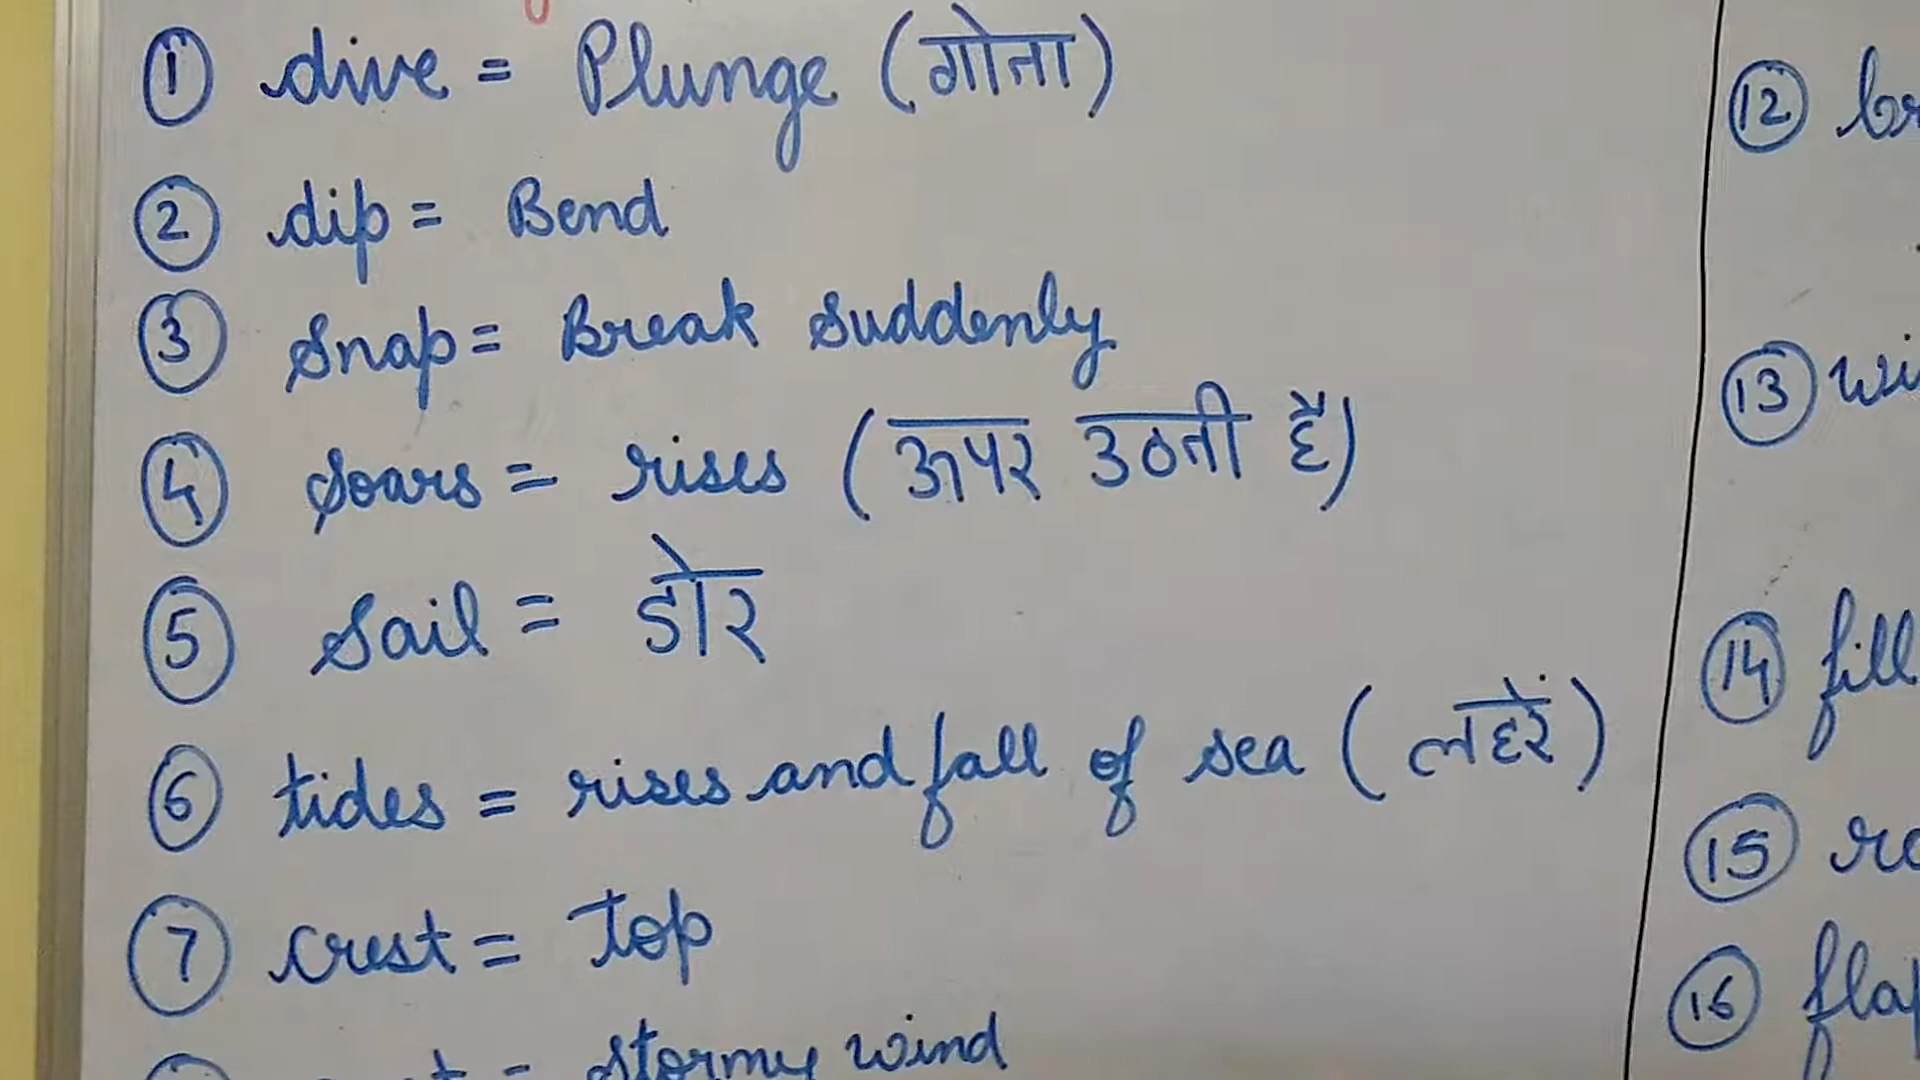 ① dive = Plunge (गोता)
② dip = Bend
③ snap = Break suddenly
④ soars = rises (ऊपर उठती है)
⑤ sail = डोर
⑥ tides = rises and fall of sea (लहरें)
⑦ crest = top
= stormy wind
⑫
⑬
⑭ fill
⑮
⑯ flap